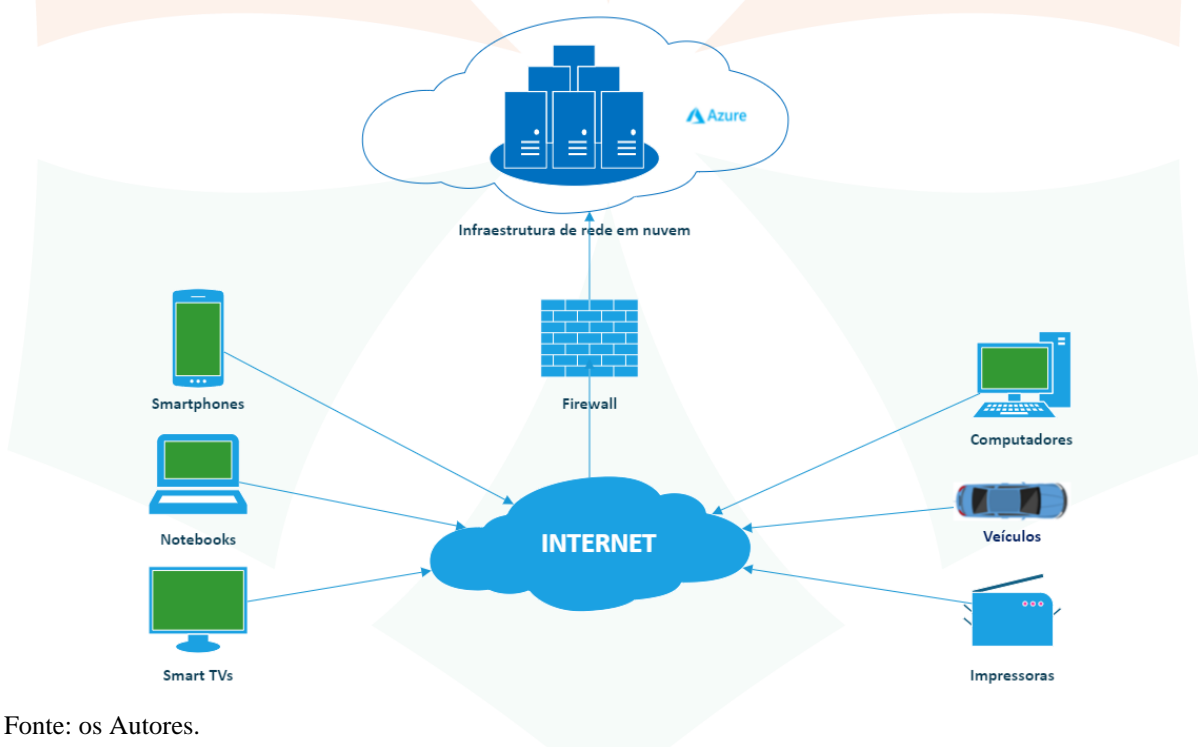 Azure
Infraestrutura de rede em nuvem
Smartphones
Firewall
Computadores
Notebooks
INTERNET
Veículos
Smart TVs
Impressoras
Fonte: os Autores.